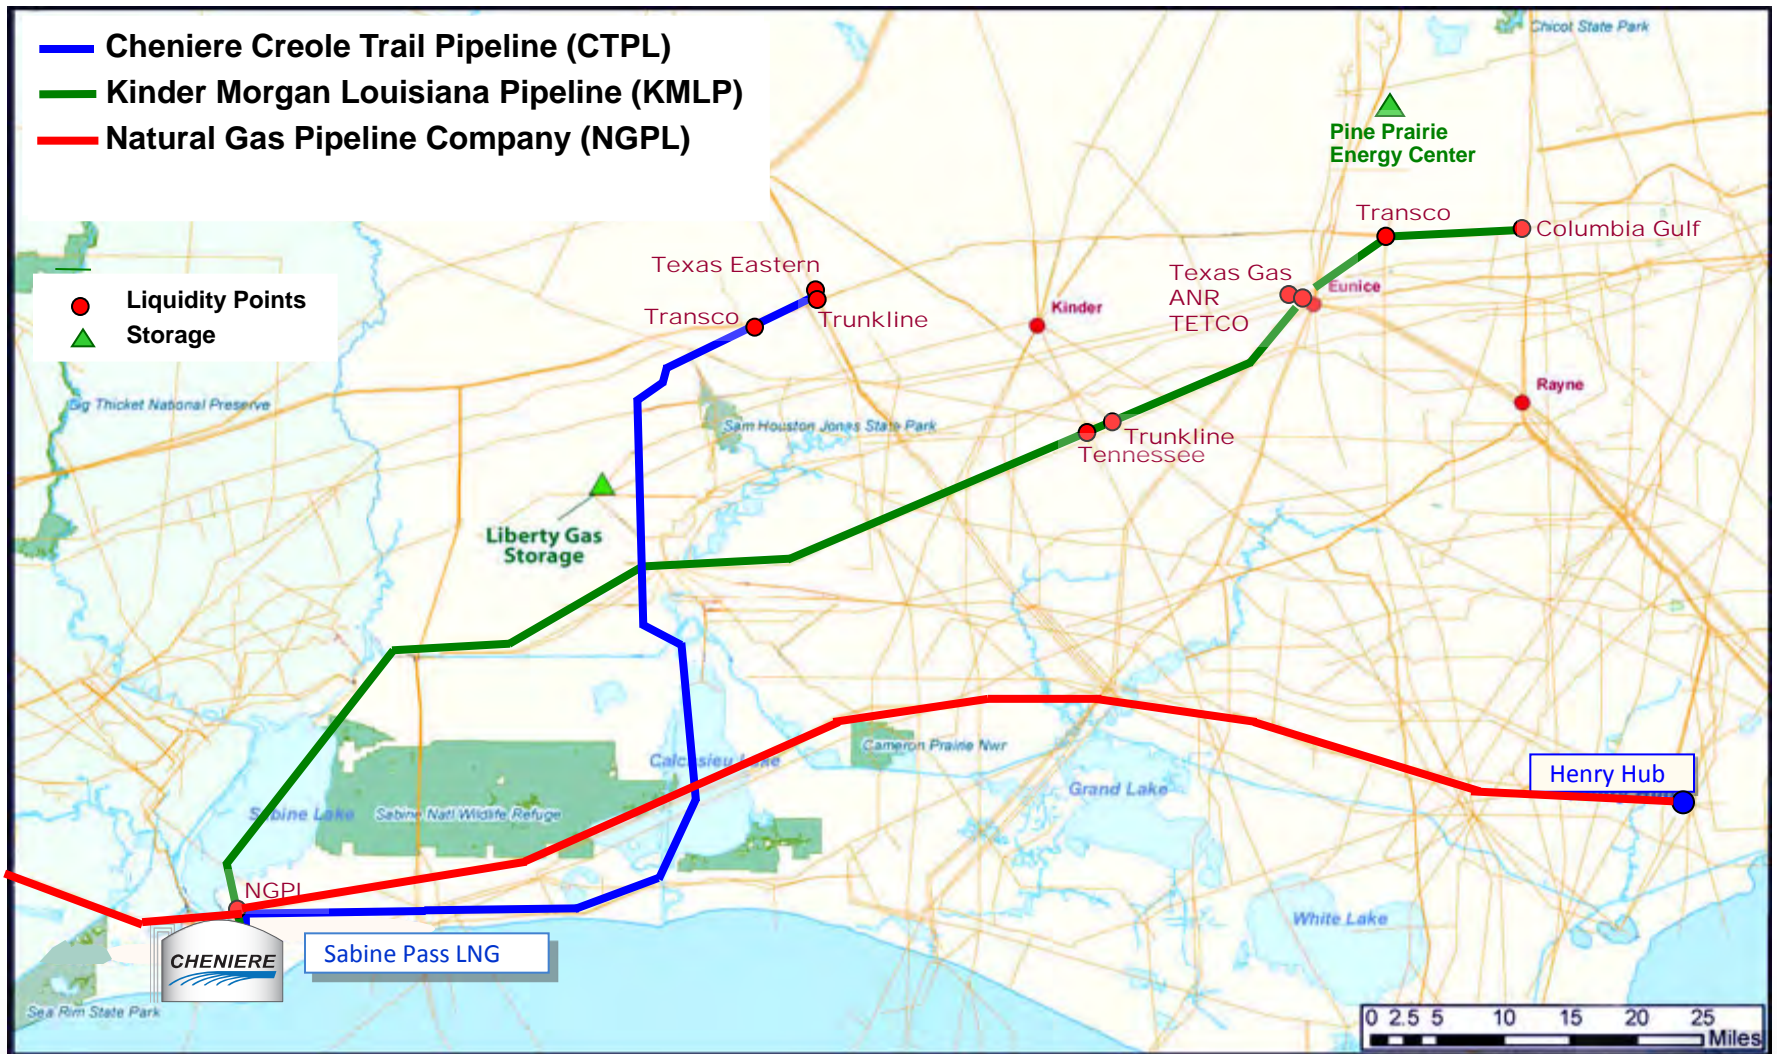 Cheniere Creole Trail Pipeline (CTPL)
Kinder Morgan Louisiana Pipeline (KMLP)
Natural Gas Pipeline Company (NGPL)
Chicot State Park
Pine Prairie
Energy Center
Transco
Columbia Gulf
Texas Eastern
Texas Gas
ANR
TETCO
Eunice
Liquidity Points
Storage
Transco
Trunkline
Kinder
Rayne
Big Thicket National Preserve
Sam Houston Jones State Park
Trunkline
Tennessee
Liberty Gas
Storage
Calcasieu Lake
Cameron Prairie Nwr
Henry Hub
Grand Lake
Sabine Lake
Sabine Natl Wildlife Refuge
NGPL
White Lake
Sabine Pass LNG
CHENIERE
Sea Rim State Park
0 2.5 5 10 15 20 25
Miles